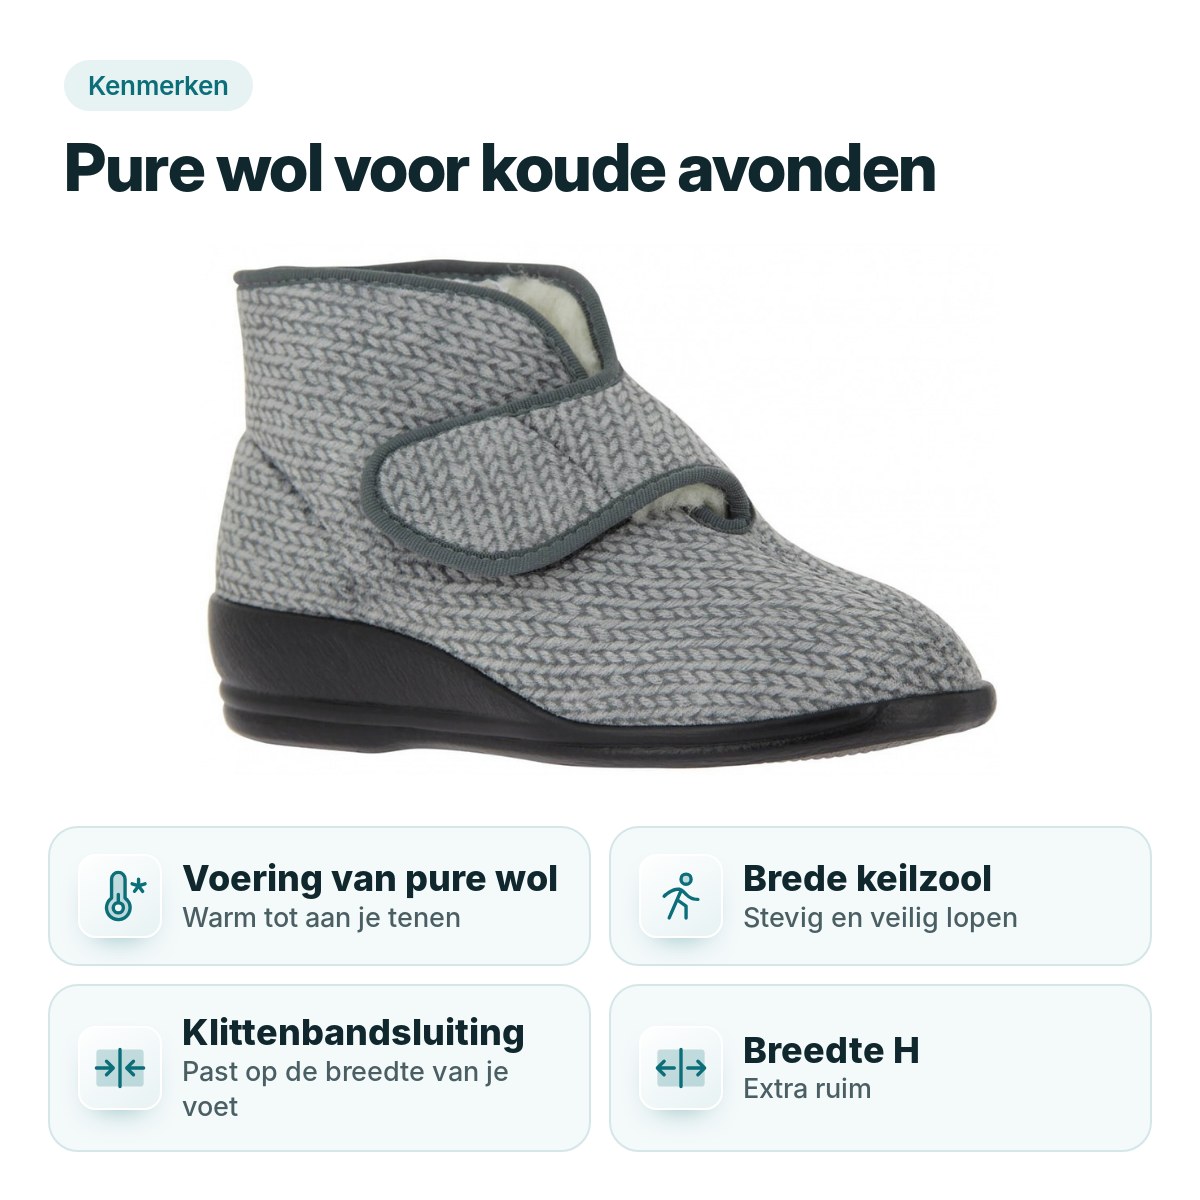 Kenmerken
Pure wol voor koude avonden
Voering van pure wol
Warm tot aan je tenen
Brede keilzool
Stevig en veilig lopen
Klittenbandsluiting
Past op de breedte van je
voet
Breedte H
Extra ruim